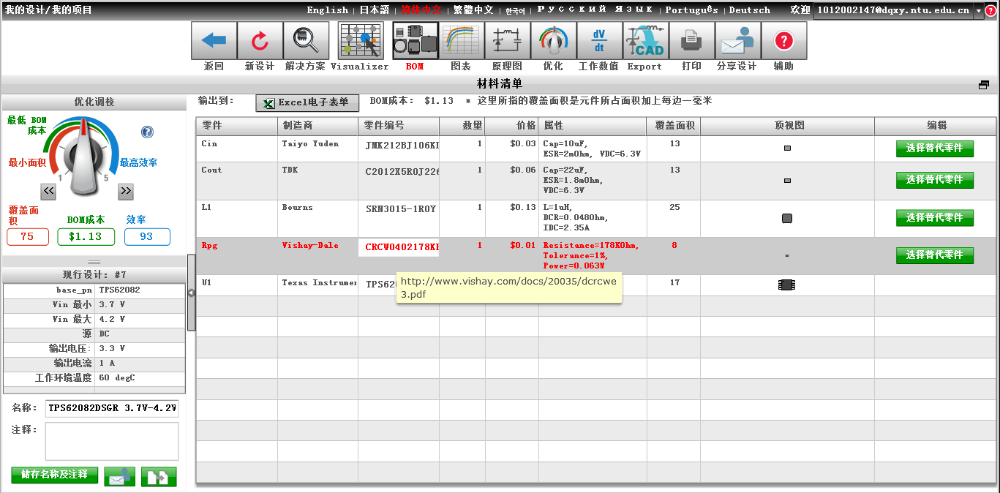 我的设计/我的项目
English | 日本語 | 简体中文 | 繁體中文 | 한국어 | Русский Язык | Português | Deutsch 欢迎 1012002147@dqxy.ntu.edu.cn ?
dV
dt
CAD
?
返回 新设计 解决方案 Visualizer BOM 图表 原理图 优化 工作数值 Export 打印 分享设计 辅助
材料清单
优化调校
输出到: Excel电子表单 BOM成本: $1.13 * 这里所指的覆盖面积是元件所占面积加上每边一毫米
最低 BOM
成本
?
最小面积
最高效率
1 5
<< >>
覆盖面
积
BOM成本 效率
75 $1.13 93
现行设计: #7
base_pn TPS62082
Vin 最小 3.7 V
Vin 最大 4.2 V
源 DC
输出电压: 3.3 V
输出电流 1 A
工作环境温度 60 degC
名称: TPS62082DSGR 3.7V-4.2V
注释:
储存名称及注释
零件 制造商 零件编号 数量 价格 属性 覆盖面积 顶视图 编辑
Cin Taiyo Yuden JMK212BJ106KI 1 $0.03 Cap=10uF, 13 选择替代零件
ESR=2mOhm, VDC=6.3V
Cout TDK C2012X5R0J226 1 $0.06 Cap=22uF, 13 选择替代零件
ESR=1.8mOhm,
VDC=6.3V
L1 Bourns SRN3015-1R0Y 1 $0.13 L=1uH, 25 选择替代零件
DCR=0.048Ohm,
IDC=2.35A
Rpg Vishay-Dale CRCW0402178KI 1 $0.01 Resistance=178KOhm, 8 选择替代零件
Tolerance=1%,
Power=0.063W
U1 Texas Instrumen TPS62 17
http://www.vishay.com/docs/20035/dcrcwe
3.pdf